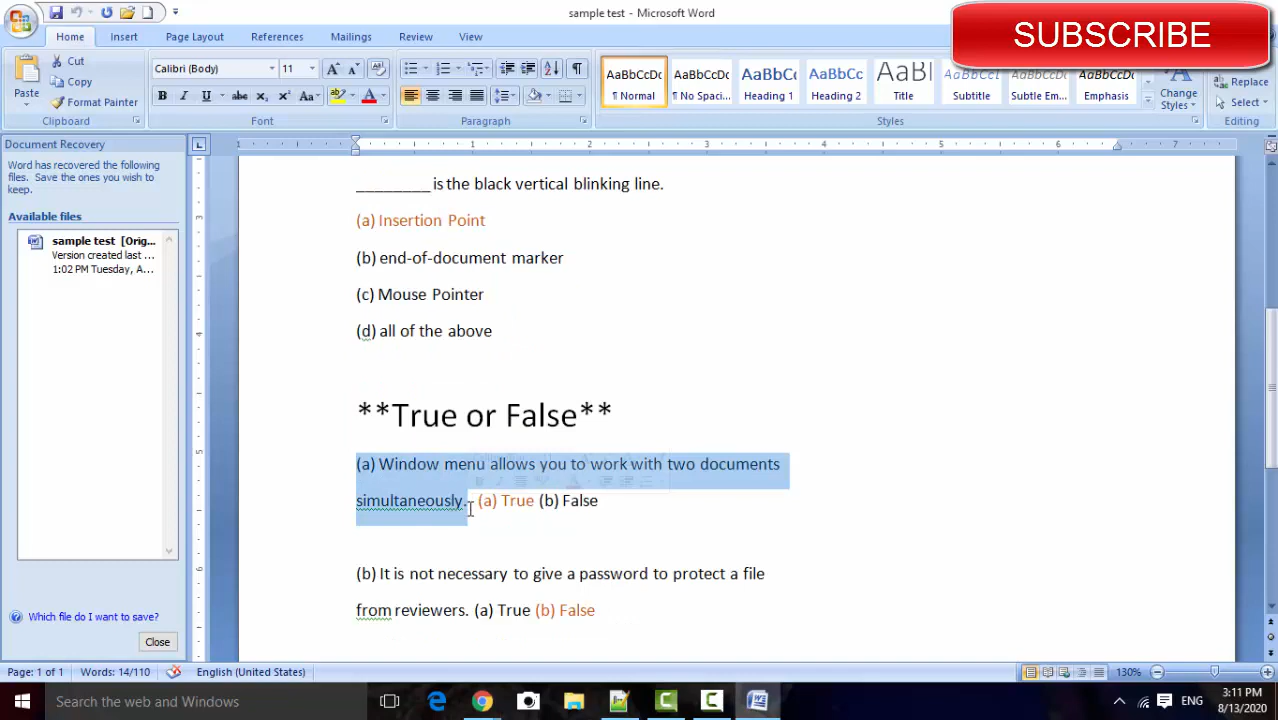 sample test - Microsoft Word
SUBSCRIBE
Home Insert Page Layout References Mailings Review View
Paste
Cut
Copy
Format Painter
Clipboard
Calibri (Body) 11
Font
Paragraph
AaBbCcDc AaBbCcDc AaBbCc AaBbCc AaBl AaBbCcI AaBbCcDc AaBbCcDc
¶ Normal ¶ No Spaci... Heading 1 Heading 2 Title Subtitle Subtle Em... Emphasis
Change
Styles
Styles
Replace
Select
Editing
Document Recovery
Word has recovered the following
files. Save the ones you wish to
keep.
Available files
sample test [Orig...
Version created last ...
1:02 PM Tuesday, A...
Which file do I want to save?
Close
________ is the black vertical blinking line.
(a) Insertion Point
(b) end-of-document marker
(c) Mouse Pointer
(d) all of the above
**True or False**
(a) Window menu allows you to work with two documents
simultaneously. (a) True (b) False
(b) It is not necessary to give a password to protect a file
from reviewers. (a) True (b) False
Page: 1 of 1 Words: 14/110 English (United States) 130%
Search the web and Windows
ENG
3:11 PM
8/13/2020